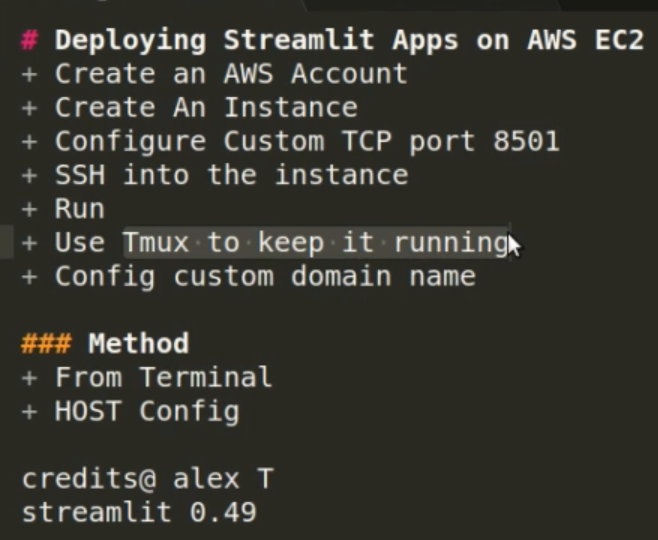 # Deploying Streamlit Apps on AWS EC2
+ Create an AWS Account
+ Create An Instance
+ Configure Custom TCP port 8501
+ SSH into the instance
+ Run
+ Use Tmux to keep it running
+ Config custom domain name
### Method
+ From Terminal
+ HOST Config
credits@ alex T
streamlit 0.49